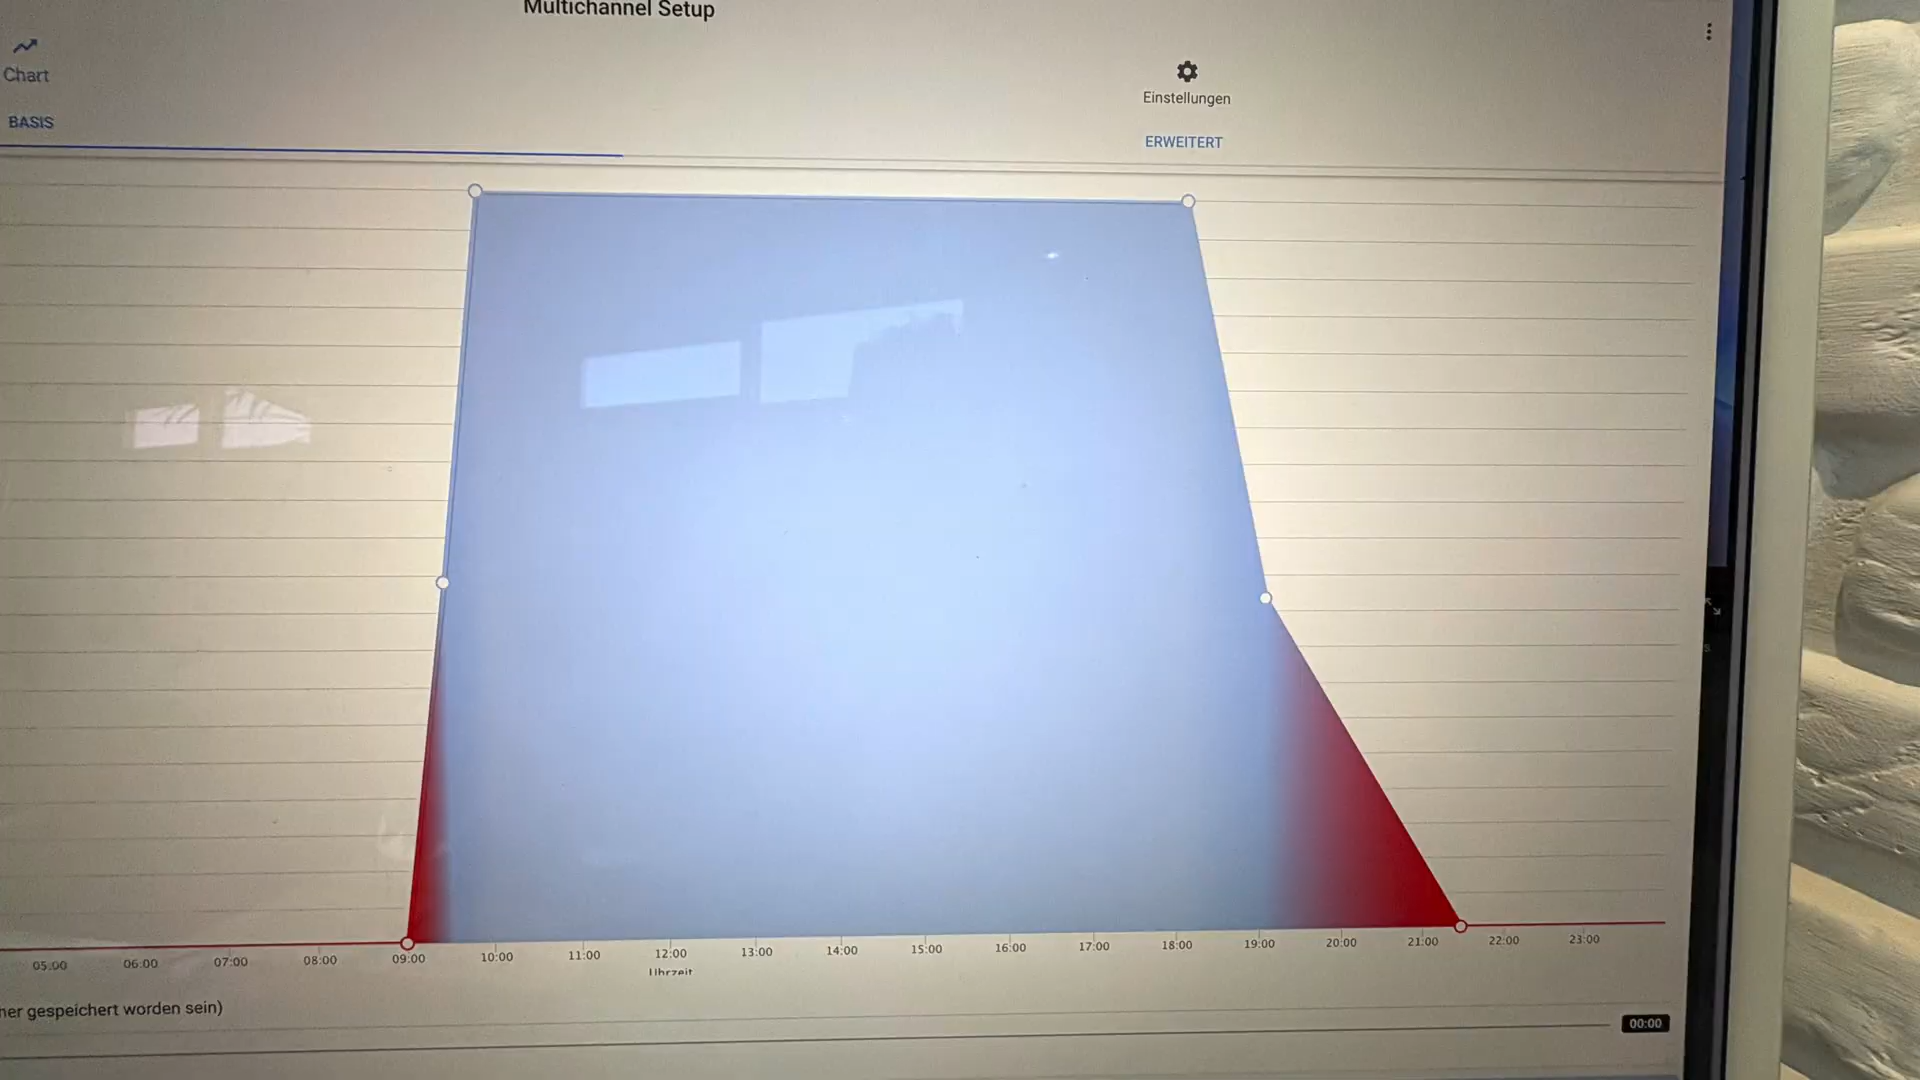 Multichannel Setup
Chart
Einstellungen
BASIS
ERWEITERT
05:00 06:00 07:00 08:00 09:00 10:00 11:00 12:00 13:00 14:00 15:00 16:00 17:00 18:00 19:00 20:00 21:00 22:00 23:00
Uhrzeit
her gespeichert worden sein)
00:00